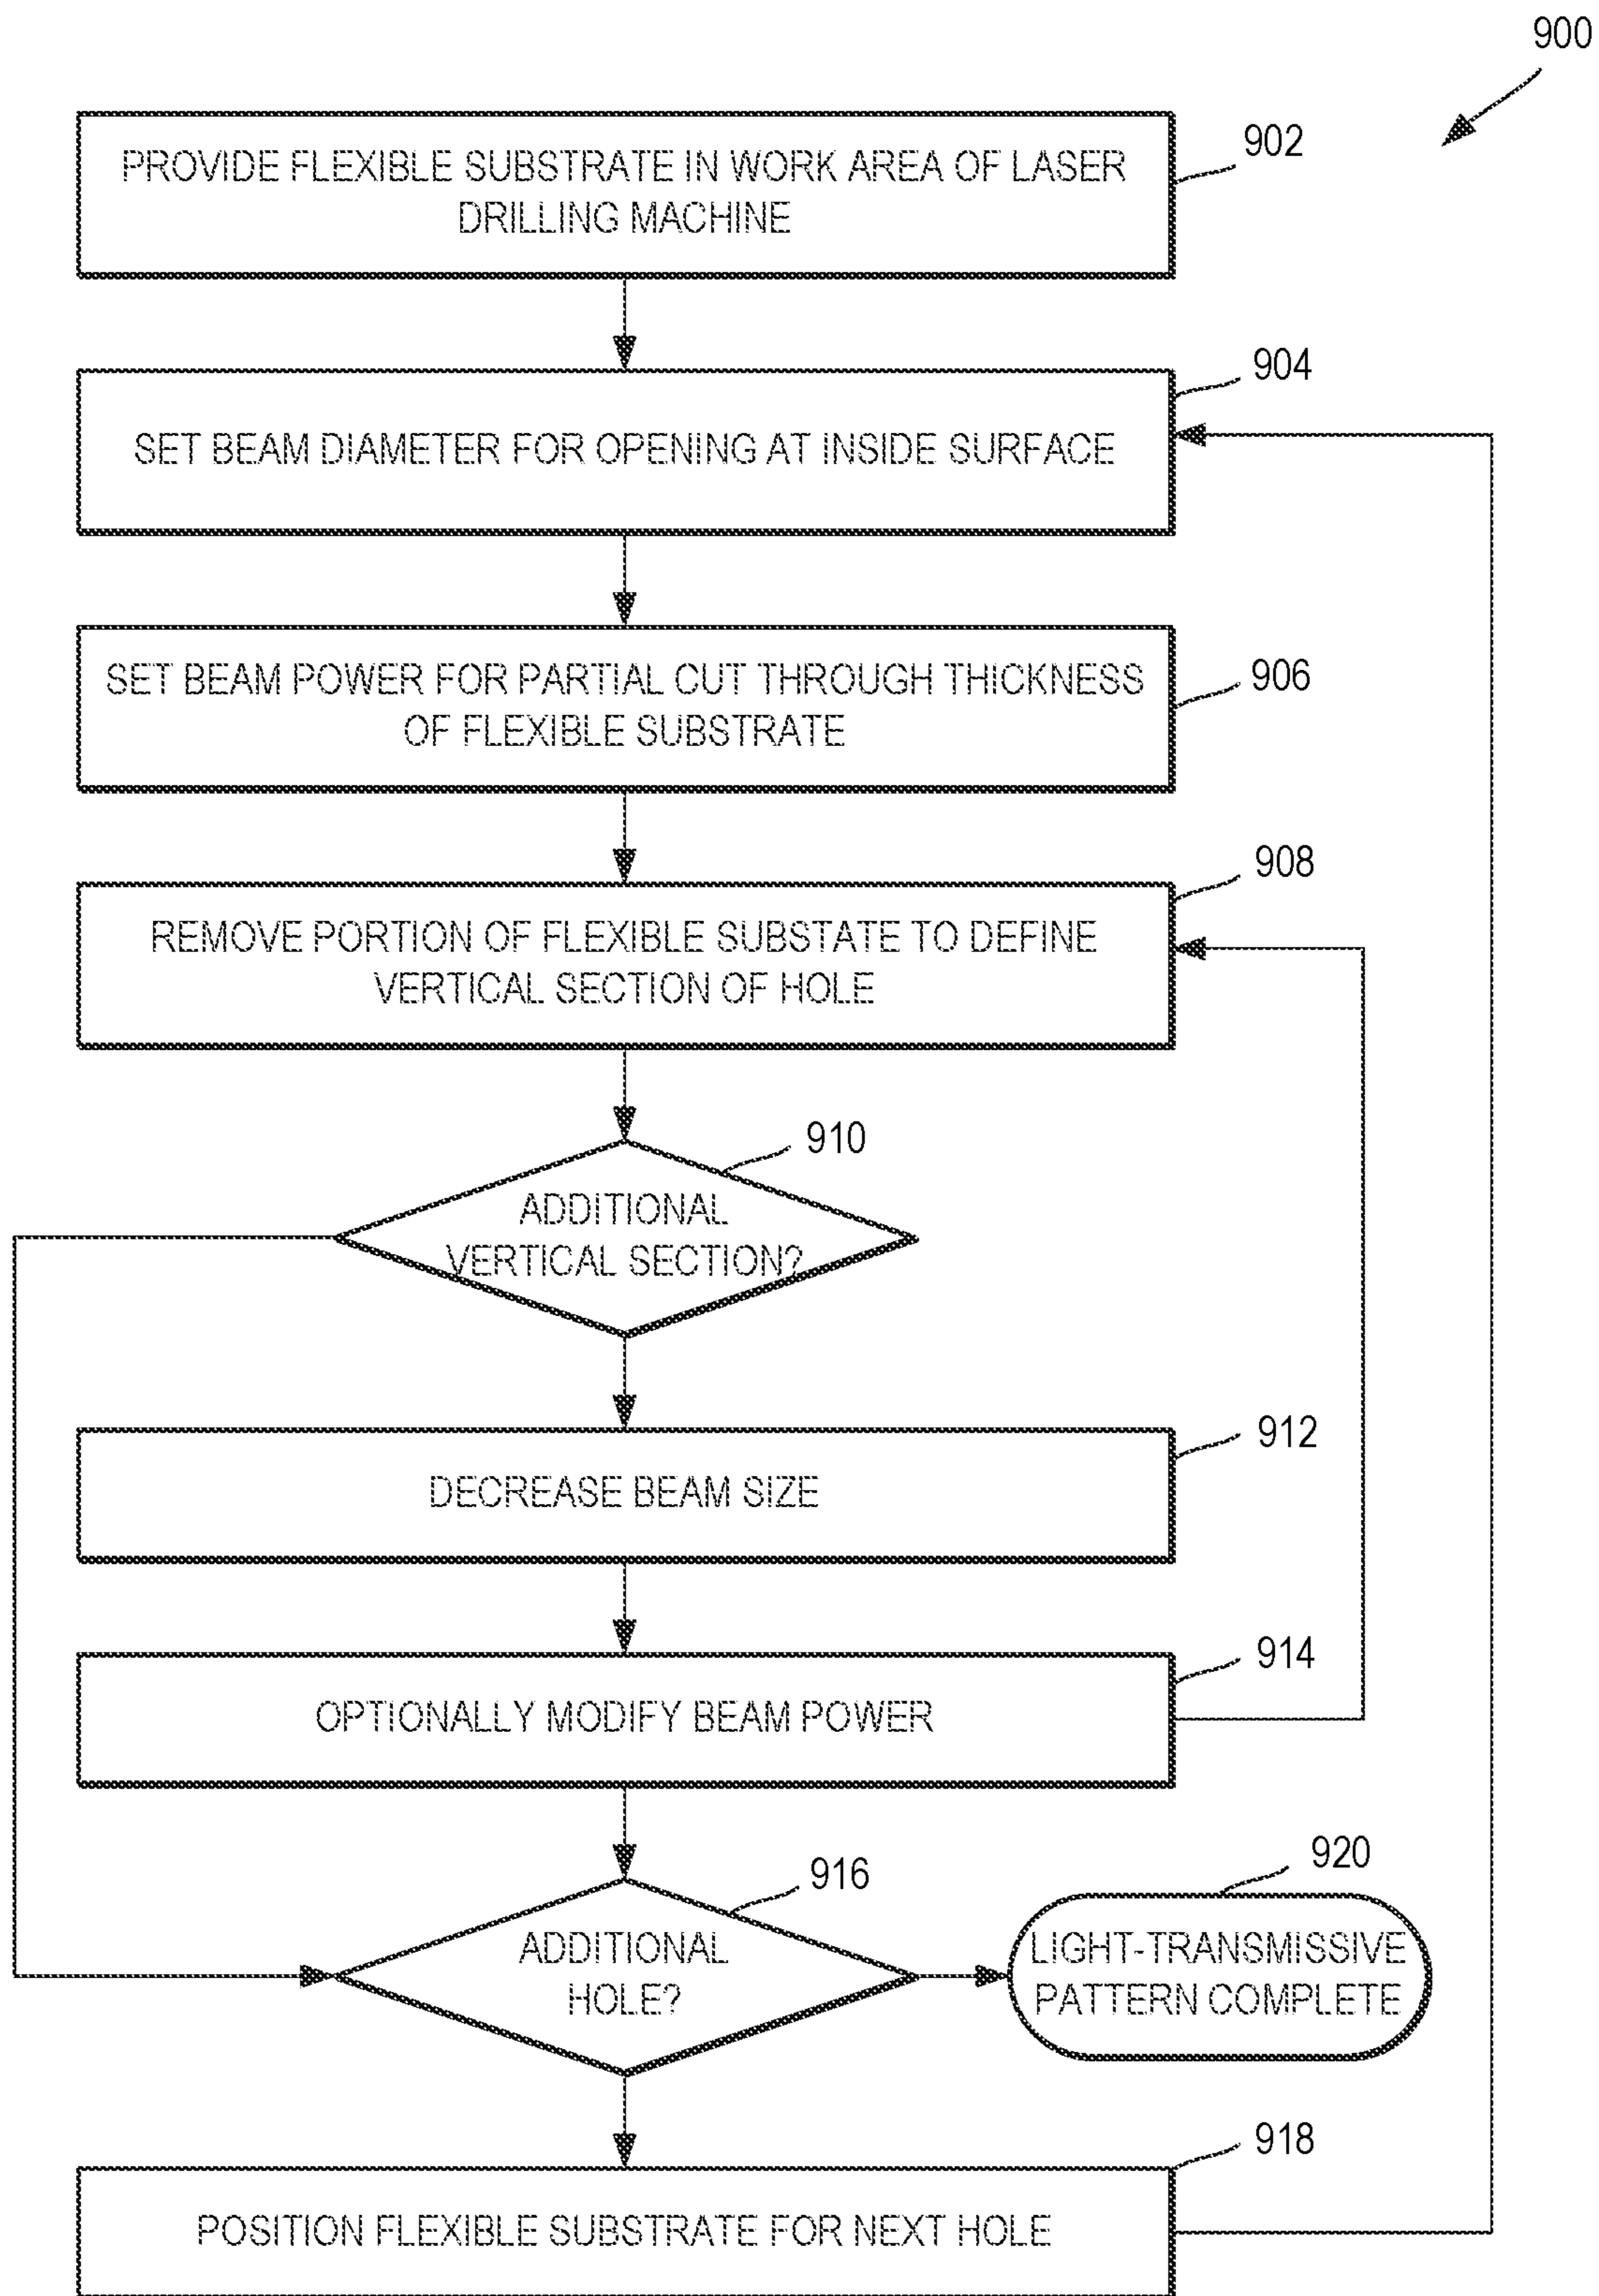 900
PROVIDE FLEXIBLE SUBSTRATE IN WORK AREA OF LASER
DRILLING MACHINE
902
904
SET BEAM DIAMETER FOR OPENING AT INSIDE SURFACE
SET BEAM POWER FOR PARTIAL CUT THROUGH THICKNESS
OF FLEXIBLE SUBSTRATE
906
908
REMOVE PORTION OF FLEXIBLE SUBSTATE TO DEFINE
VERTICAL SECTION OF HOLE
910
ADDITIONAL
VERTICAL SECTION?
912
DECREASE BEAM SIZE
914
OPTIONALLY MODIFY BEAM POWER
916
ADDITIONAL
HOLE?
920
LIGHT-TRANSMISSIVE
PATTERN COMPLETE
918
POSITION FLEXIBLE SUBSTRATE FOR NEXT HOLE